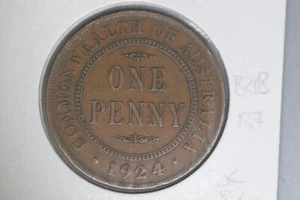 COMMONWEALTH OF AUSTRALIA
ONE
PENNY
· 1924 ·